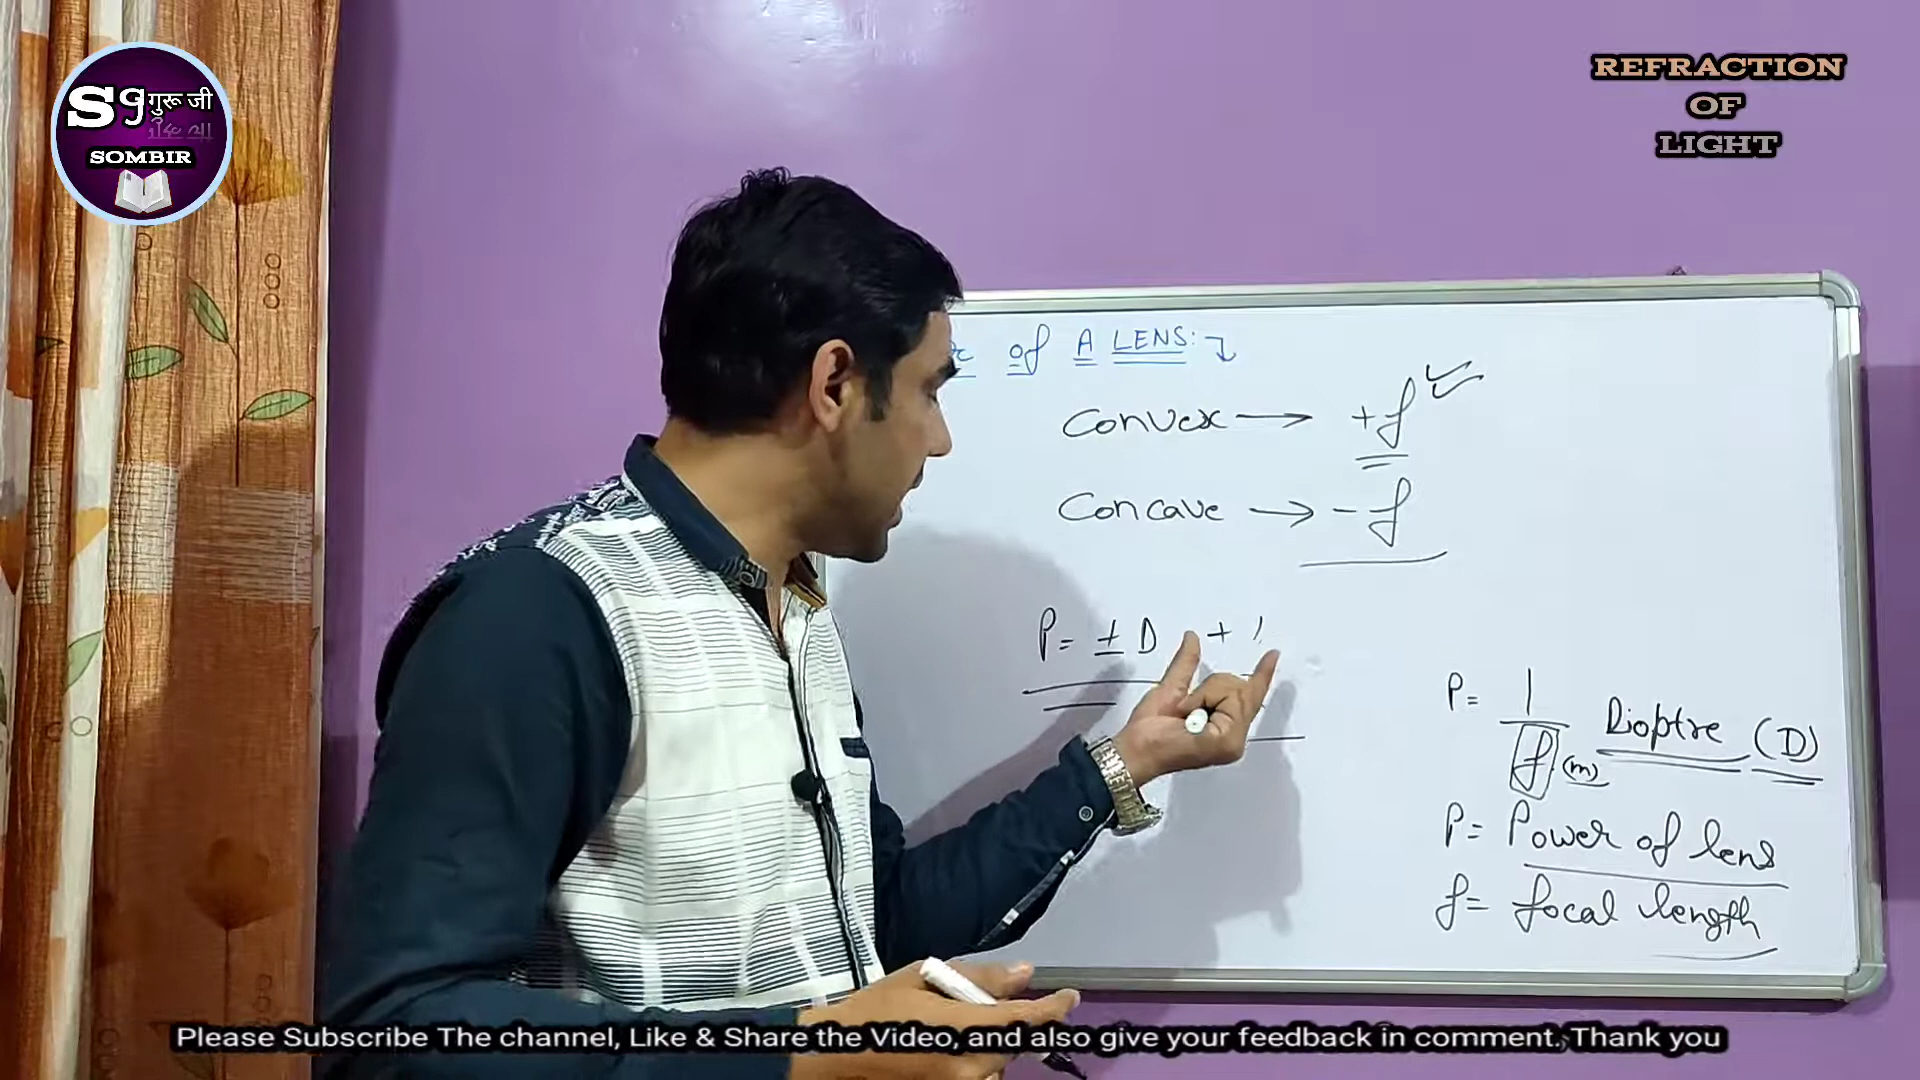 Sgगुरू जी
SOMBIR
REFRACTION
OF
LIGHT
of A LENS:
Convex → +f
Concave → -f
P = ± D +
P = 1
f (m) Dioptre (D)
P = Power of lens
f = focal length
Please Subscribe The channel, Like & Share the Video, and also give your feedback in comment. Thank you